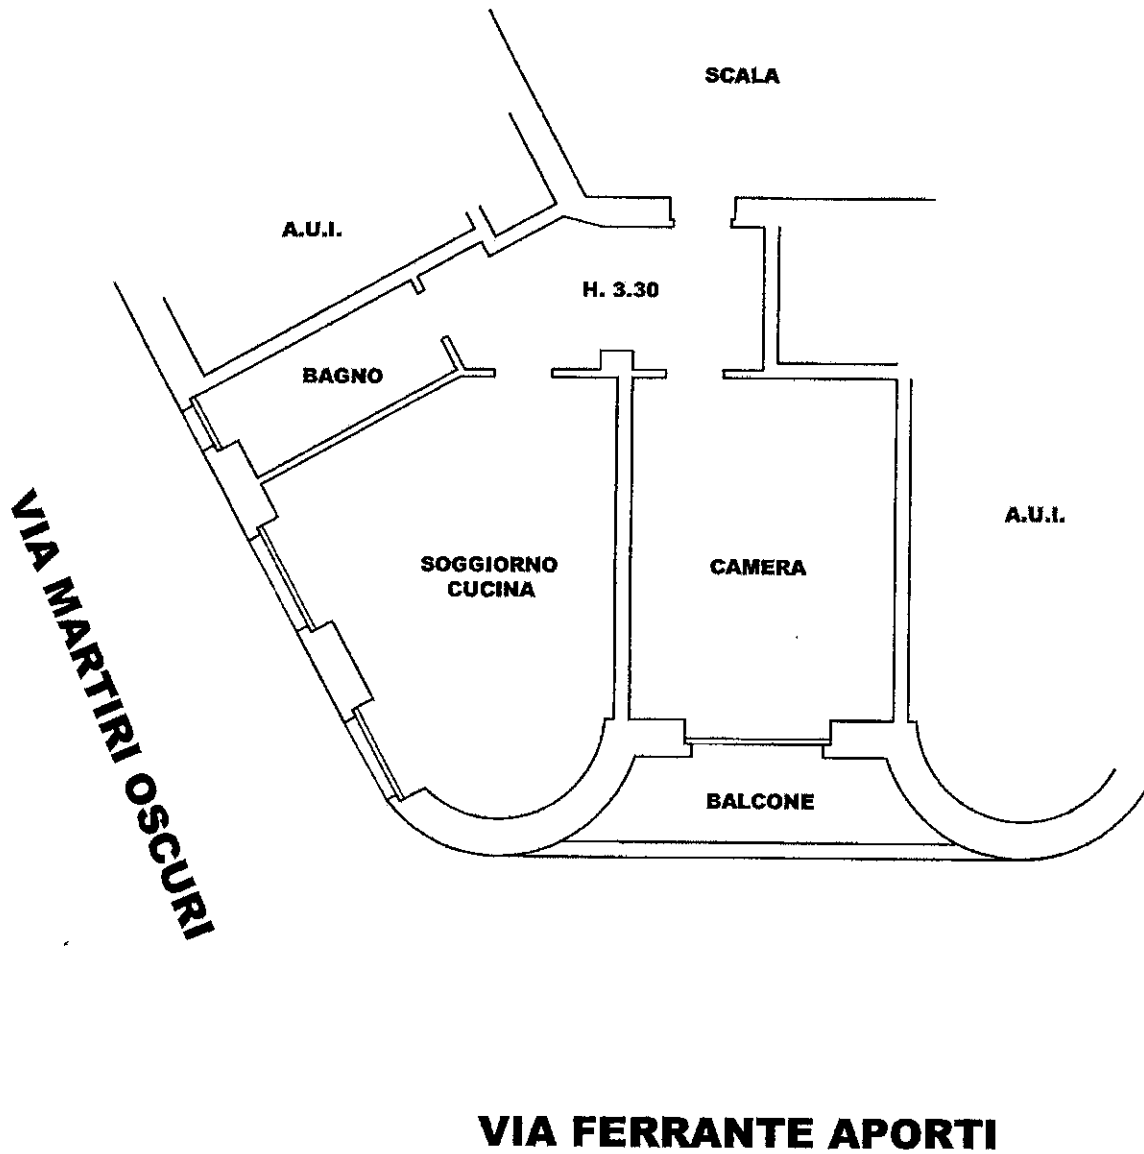 SCALA
A.U.I.
H. 3.30
BAGNO
A.U.I.
SOGGIORNO
CUCINA
CAMERA
VIA MARTIRI OSCURI
BALCONE
VIA FERRANTE APORTI